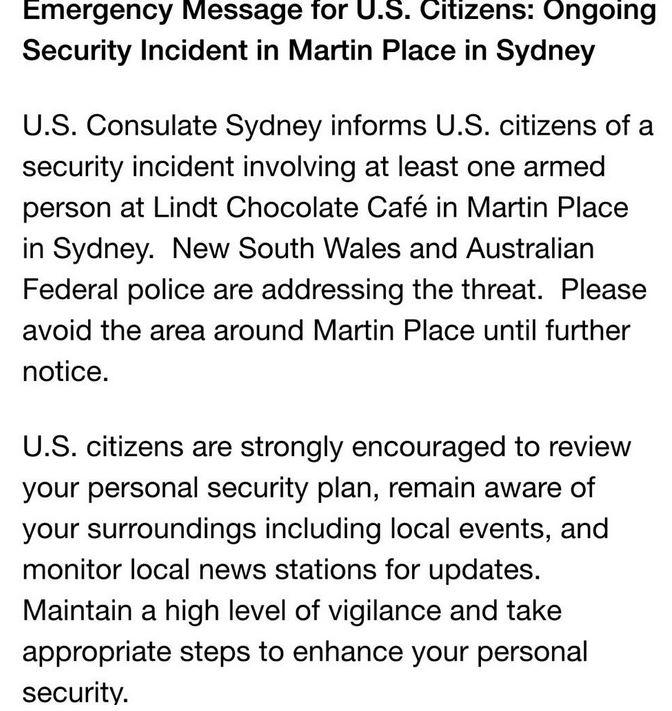 Emergency Message for U.S. Citizens: Ongoing
Security Incident in Martin Place in Sydney
U.S. Consulate Sydney informs U.S. citizens of a
security incident involving at least one armed
person at Lindt Chocolate Café in Martin Place
in Sydney.  New South Wales and Australian
Federal police are addressing the threat.  Please
avoid the area around Martin Place until further
notice.
U.S. citizens are strongly encouraged to review
your personal security plan, remain aware of
your surroundings including local events, and
monitor local news stations for updates.
Maintain a high level of vigilance and take
appropriate steps to enhance your personal
security.